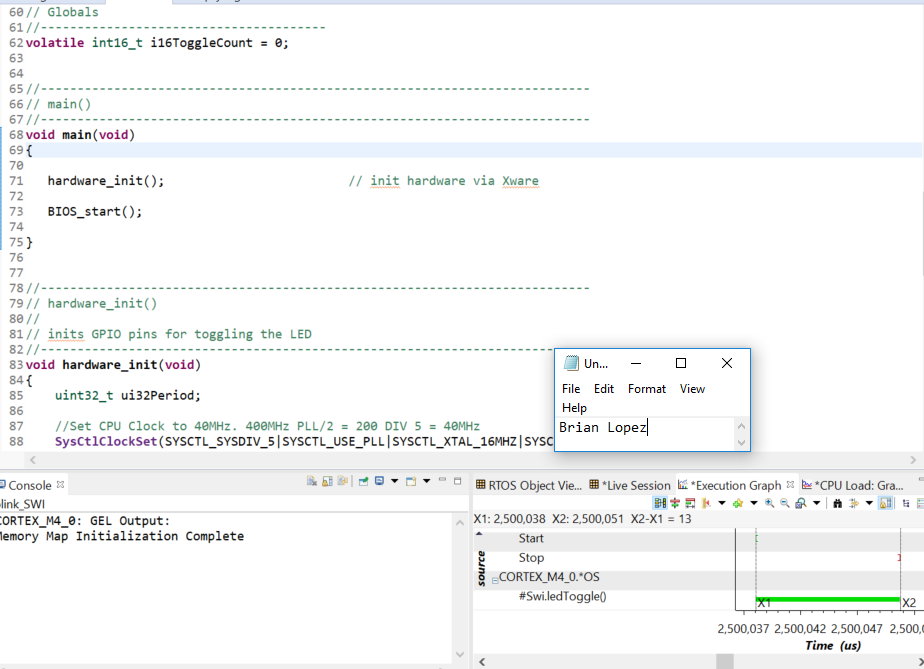 60 // Globals
61 //---------------------------------
62 volatile int16_t i16ToggleCount = 0;
63
64
65 //---------------------------------------------------------------------------
66 // main()
67 //---------------------------------------------------------------------------
68 void main(void)
69 {
70
71 hardware_init(); // init hardware via Xware
72
73 BIOS_start();
74
75 }
76
77
78 //---------------------------------------------------------------------------
79 // hardware_init()
80 //
81 // inits GPIO pins for toggling the LED
82 //---------------------------------------------------------------------------
83 void hardware_init(void)
84 {
85 uint32_t ui32Period;
86
87 //Set CPU Clock to 40MHz. 400MHz PLL/2 = 200 DIV 5 = 40MHz
88 SysCtlClockSet(SYSCTL_SYSDIV_5|SYSCTL_USE_PLL|SYSCTL_XTAL_16MHZ|SYSC
Un...
File Edit Format View
Help
Brian Lopez
Console
link_SWI
CORTEX_M4_0: GEL Output:
Memory Map Initialization Complete
RTOS Object Vie... *Live Session *Execution Graph *CPU Load: Gra...
X1: 2,500,038 X2: 2,500,051 X2-X1 = 13
source
Start
Stop
CORTEX_M4_0.*OS
#Swi.ledToggle()
X1 X2
2,500,037 2,500,042 2,500,047 2,500,0
Time (us)